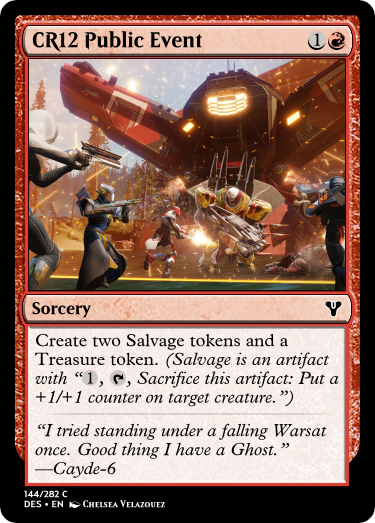 CR12 Public Event 1
Sorcery
Create two Salvage tokens and a
Treasure token. (Salvage is an artifact
with “1, , Sacrifice this artifact: Put a
+1/+1 counter on target creature.”)
“I tried standing under a falling Warsat
once. Good thing I have a Ghost.”
—Cayde-6
144/282 C
DES • EN Chelsea Velazquez